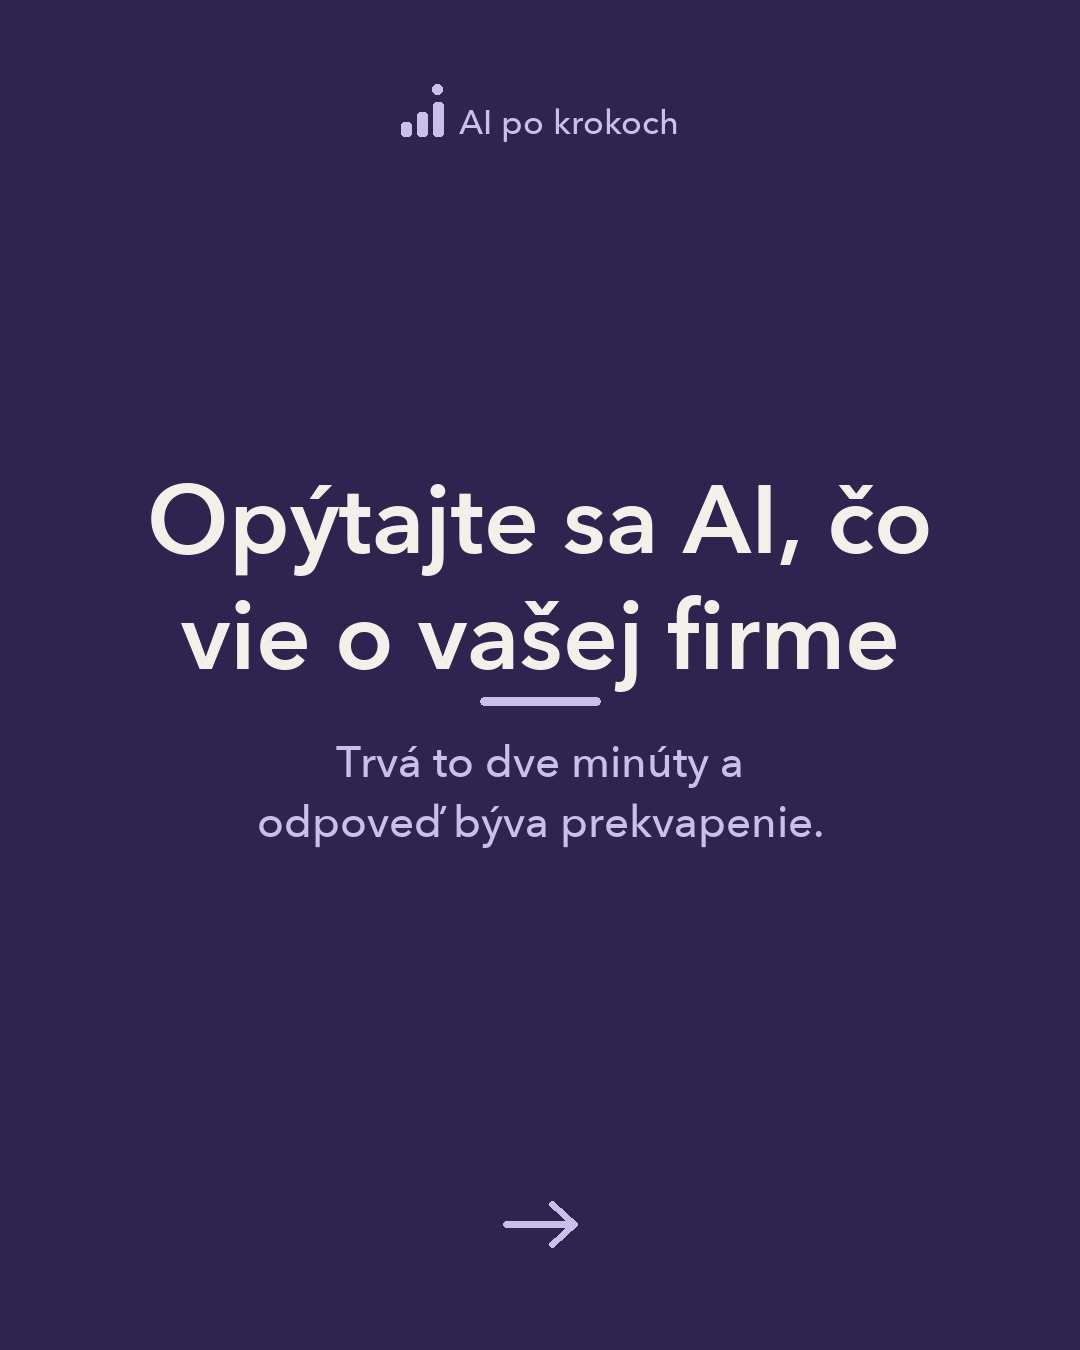 AI po krokoch
Opýtajte sa AI, čo
vie o vašej firme
Trvá to dve minúty a
odpoveď býva prekvapenie.